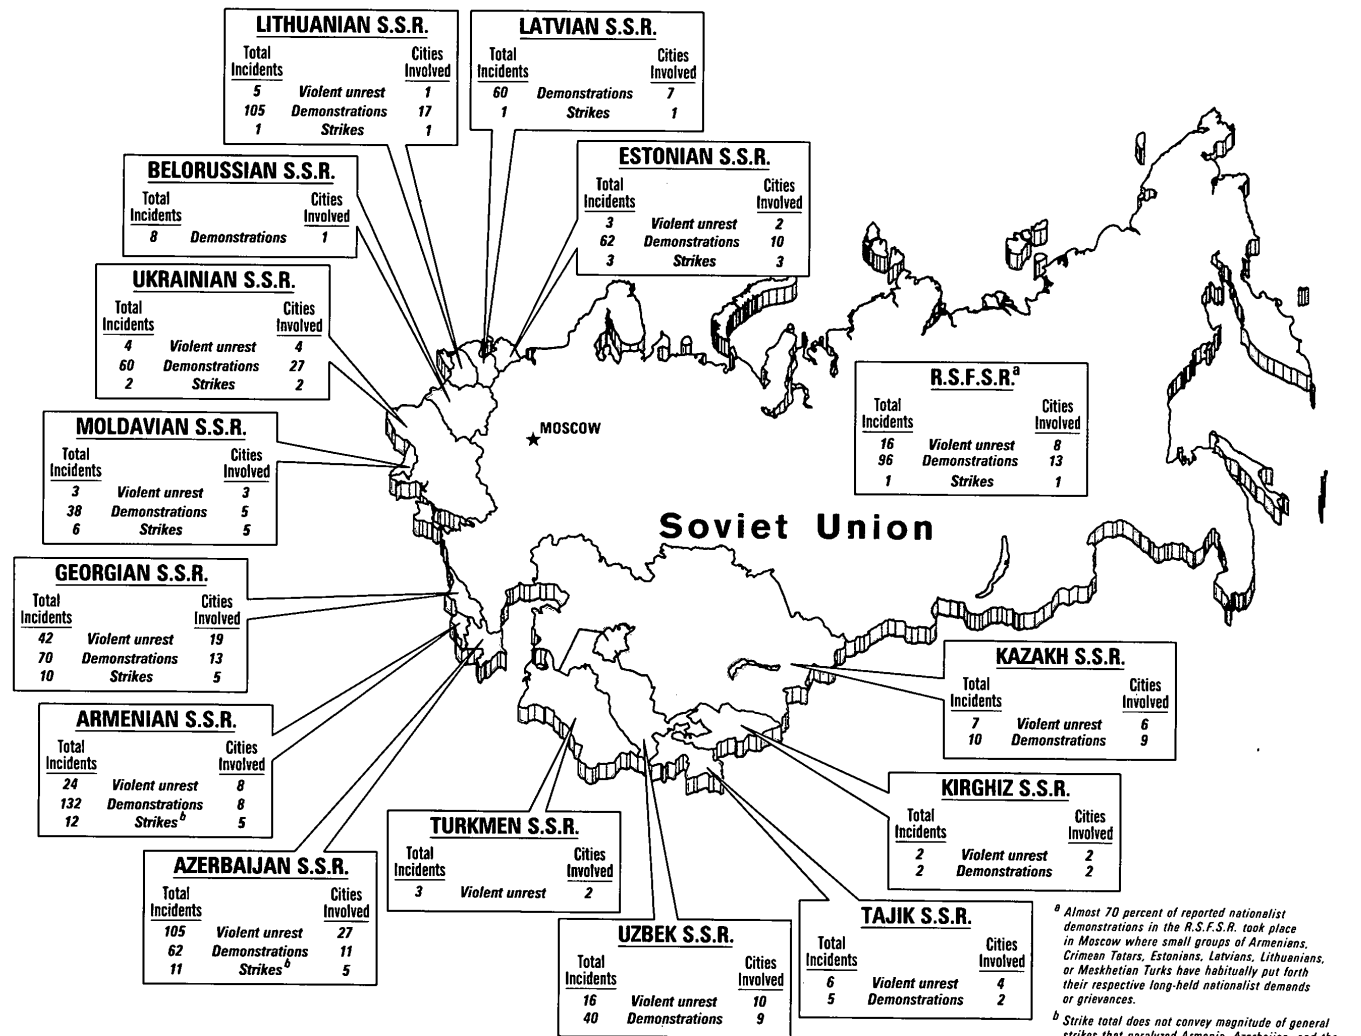 LITHUANIAN S.S.R.
Total Incidents Cities Involved
5 Violent unrest 1
105 Demonstrations 17
1 Strikes 1
LATVIAN S.S.R.
Total Incidents Cities Involved
60 Demonstrations 7
1 Strikes 1
ESTONIAN S.S.R.
Total Incidents Cities Involved
3 Violent unrest 2
62 Demonstrations 10
3 Strikes 3
BELORUSSIAN S.S.R.
Total Incidents Cities Involved
8 Demonstrations 1
UKRAINIAN S.S.R.
Total Incidents Cities Involved
4 Violent unrest 4
60 Demonstrations 27
2 Strikes 2
MOLDAVIAN S.S.R.
Total Incidents Cities Involved
3 Violent unrest 3
38 Demonstrations 5
6 Strikes 5
MOSCOW
R.S.F.S.R.a
Total Incidents Cities Involved
16 Violent unrest 8
96 Demonstrations 13
1 Strikes 1
Soviet Union
GEORGIAN S.S.R.
Total Incidents Cities Involved
42 Violent unrest 19
70 Demonstrations 13
10 Strikes 5
KAZAKH S.S.R.
Total Incidents Cities Involved
7 Violent unrest 6
10 Demonstrations 9
ARMENIAN S.S.R.
Total Incidents Cities Involved
24 Violent unrest 8
132 Demonstrations 8
12 Strikes b 5
KIRGHIZ S.S.R.
Total Incidents Cities Involved
2 Violent unrest 2
2 Demonstrations 2
TURKMEN S.S.R.
Total Incidents Cities Involved
3 Violent unrest 2
AZERBAIJAN S.S.R.
Total Incidents Cities Involved
105 Violent unrest 27
62 Demonstrations 11
11 Strikes b 5
TAJIK S.S.R.
Total Incidents Cities Involved
6 Violent unrest 4
5 Demonstrations 2
UZBEK S.S.R.
Total Incidents Cities Involved
16 Violent unrest 10
40 Demonstrations 9
a Almost 70 percent of reported nationalist
demonstrations in the R.S.F.S.R. took place
in Moscow where small groups of Armenians,
Crimean Tatars, Estonians, Latvians, Lithuanians,
or Meskhetian Turks have habitually put forth
their respective long-held nationalist demands
or grievances.
b Strike total does not convey magnitude of general
strikes that paralyzed Armenia, Azerbaijan, and the